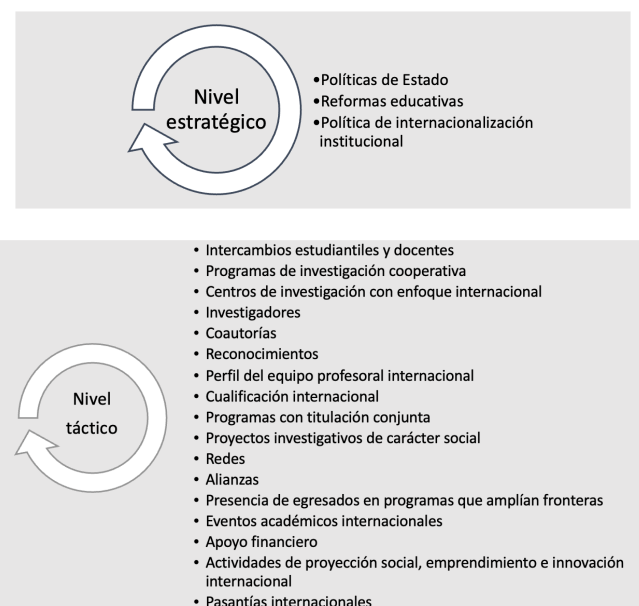 Nivel
estratégico
•Políticas de Estado
•Reformas educativas
•Política de internacionalización
institucional
Nivel
táctico
• Intercambios estudiantiles y docentes
• Programas de investigación cooperativa
• Centros de investigación con enfoque internacional
• Investigadores
• Coautorías
• Reconocimientos
• Perfil del equipo profesoral internacional
• Cualificación internacional
• Programas con titulación conjunta
• Proyectos investigativos de carácter social
• Redes
• Alianzas
• Presencia de egresados en programas que amplían fronteras
• Eventos académicos internacionales
• Apoyo financiero
• Actividades de proyección social, emprendimiento e innovación
internacional
• Pasantías internacionales